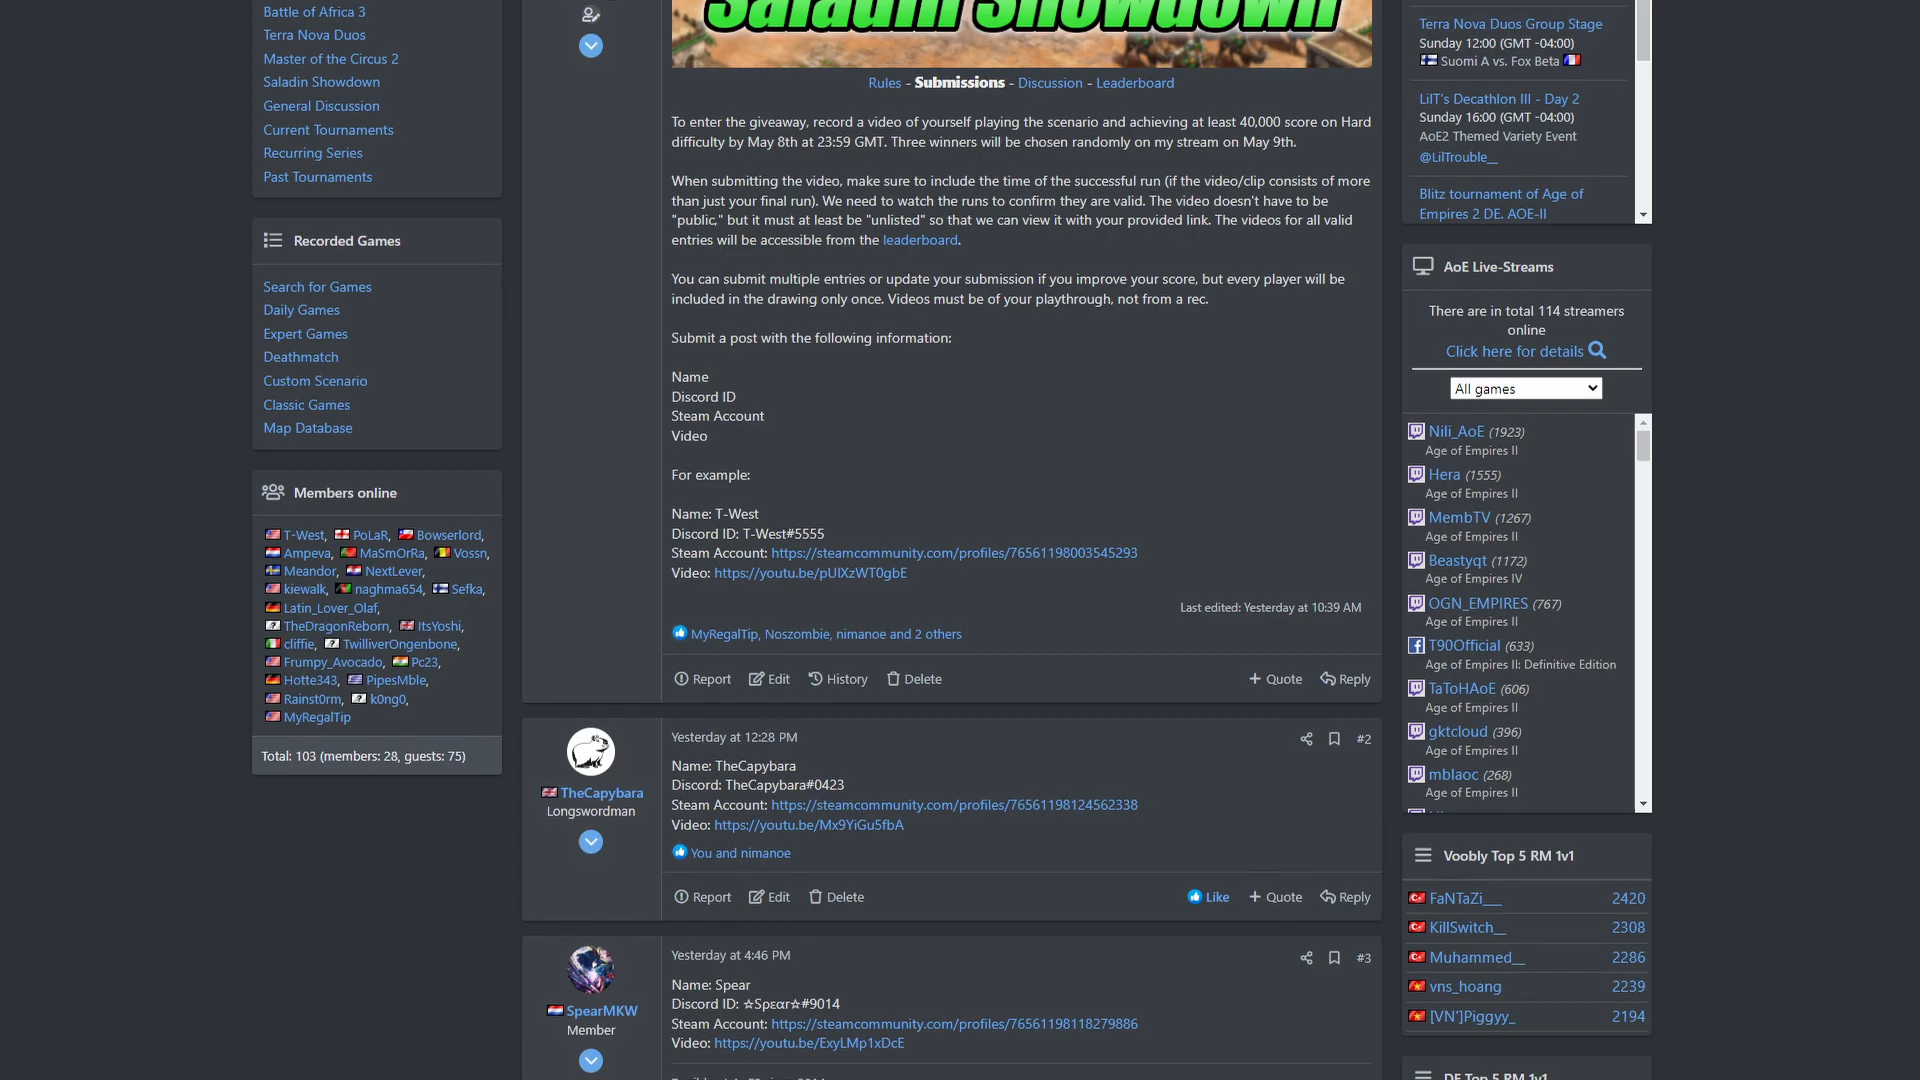 Battle of Africa 3
Terra Nova Duos
Master of the Circus 2
Saladin Showdown
General Discussion
Current Tournaments
Recurring Series
Past Tournaments
Recorded Games
Search for Games
Daily Games
Expert Games
Deathmatch
Custom Scenario
Classic Games
Map Database
Members online
T-West, PoLaR, Bowserlord,
Ampeva, MaSmOrRa, Vossn,
Meandor, NextLever,
kiewalk, naghma654, Sefka,
Latin_Lover_Olaf,
TheDragonReborn, ItsYoshi,
cliffie, TwilliverOngenbone,
Frumpy_Avocado, Pc23,
Hotte343, PipesMble,
Rainst0rm, k0ng0,
MyRegalTip
Total: 103 (members: 28, guests: 75)
Saladin Showdown
Rules - Submissions - Discussion - Leaderboard
To enter the giveaway, record a video of yourself playing the scenario and achieving at least 40,000 score on Hard
difficulty by May 8th at 23:59 GMT. Three winners will be chosen randomly on my stream on May 9th.
When submitting the video, make sure to include the time of the successful run (if the video/clip consists of more
than just your final run). We need to watch the runs to confirm they are valid. The video doesn't have to be
"public," but it must at least be "unlisted" so that we can view it with your provided link. The videos for all valid
entries will be accessible from the leaderboard.
You can submit multiple entries or update your submission if you improve your score, but every player will be
included in the drawing only once. Videos must be of your playthrough, not from a rec.
Submit a post with the following information:
Name
Discord ID
Steam Account
Video
For example:
Name: T-West
Discord ID: T-West#5555
Steam Account: https://steamcommunity.com/profiles/76561198003545293
Video: https://youtu.be/pUlXzWT0gbE
Last edited: Yesterday at 10:39 AM
MyRegalTip, Noszombie, nimanoe and 2 others
Report Edit History Delete + Quote Reply
TheCapybara
Longswordman
Yesterday at 12:28 PM #2
Name: TheCapybara
Discord: TheCapybara#0423
Steam Account: https://steamcommunity.com/profiles/76561198124562338
Video: https://youtu.be/Mx9YiGu5fbA
You and nimanoe
Report Edit Delete Like + Quote Reply
SpearMKW
Member
Yesterday at 4:46 PM #3
Name: Spear
Discord ID: ☆Spεαr☆#9014
Steam Account: https://steamcommunity.com/profiles/76561198118279886
Video: https://youtu.be/ExyLMp1xDcE
Terra Nova Duos Group Stage
Sunday 12:00 (GMT -04:00)
Suomi A vs. Fox Beta
LilT's Decathlon III - Day 2
Sunday 16:00 (GMT -04:00)
AoE2 Themed Variety Event
@LilTrouble__
Blitz tournament of Age of
Empires 2 DE. AOE-II
AoE Live-Streams
There are in total 114 streamers
online
Click here for details
All games
Nili_AoE (1923)
Age of Empires II
Hera (1555)
Age of Empires II
MembTV (1267)
Age of Empires II
Beastyqt (1172)
Age of Empires IV
OGN_EMPIRES (767)
Age of Empires II
T90Official (633)
Age of Empires II: Definitive Edition
TaToHAoE (606)
Age of Empires II
gktcloud (396)
Age of Empires II
mblaoc (268)
Age of Empires II
Voobly Top 5 RM 1v1
FaNTaZi___ 2420
KillSwitch__ 2308
Muhammed__ 2286
vns_hoang 2239
[VN']Piggyy_ 2194
DE Top 5 RM 1v1